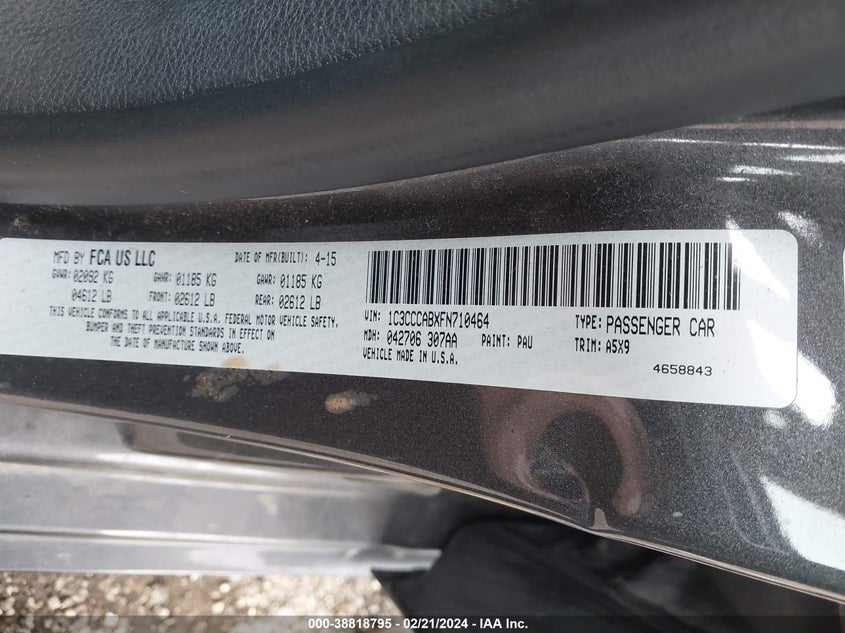 MFD BY FCA US LLC DATE OF MFR(BUILT): 4-15
GVWR: 02092 KG GAWR: 01185 KG GAWR: 01185 KG
04612 LB FRONT: 02612 LB REAR: 02612 LB
THIS VEHICLE CONFORMS TO ALL APPLICABLE U.S.A. FEDERAL MOTOR VEHICLE SAFETY,
BUMPER AND THEFT PREVENTION STANDARDS IN EFFECT ON
THE DATE OF MANUFACTURE SHOWN ABOVE.
VIN: 1C3CCCABXFN710464 TYPE: PASSENGER CAR
MDH: 042706 307AA PAINT: PAU TRIM: A5X9
VEHICLE MADE IN U.S.A.
4658843
000-38818795 - 02/21/2024 - IAA Inc.